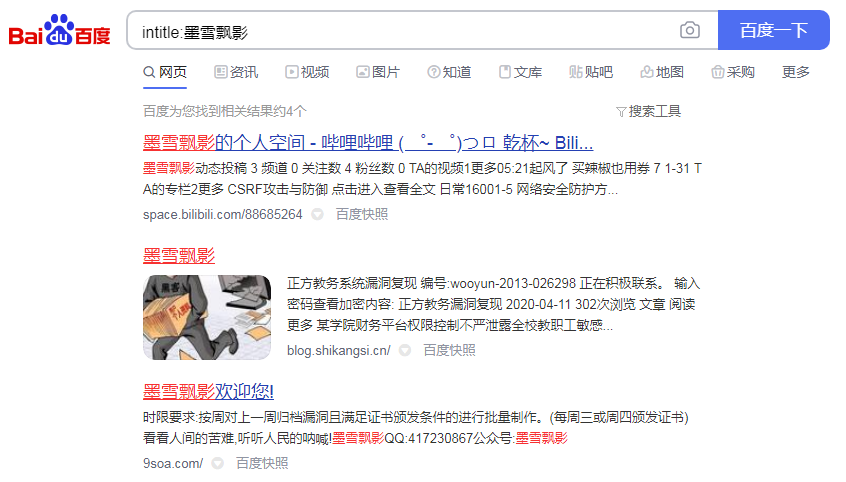 Bai du 百度
intitle:墨雪飘影
百度一下
网页 资讯 视频 图片 知道 文库 贴吧 地图 采购 更多
百度为您找到相关结果约4个
搜索工具
墨雪飘影的个人空间 - 哔哩哔哩 ( ゜- ゜)つロ 乾杯~ Bili...
墨雪飘影动态投稿 3 频道 0 关注数 4 粉丝数 0 TA的视频1更多05:21起风了 买辣椒也用券 7 1-31 T
A的专栏2更多 CSRF攻击与防御 点击进入查看全文 日常16001-5 网络安全防护方...
space.bilibili.com/88685264 百度快照
墨雪飘影
黑客
正方教务系统漏洞复现 编号:wooyun-2013-026298 正在积极联系。 输入
密码查看加密内容: 正方教务漏洞复现 2020-04-11 302次浏览 文章 阅读
更多 某学院财务平台权限控制不严泄露全校教职工敏感...
blog.shikangsi.cn/ 百度快照
墨雪飘影欢迎您!
时限要求:按周对上一周归档漏洞且满足证书颁发条件的进行批量制作。(每周三或周四颁发证书)
看看人间的苦难,听听人民的呐喊!墨雪飘影QQ:417230867公众号:墨雪飘影
9soa.com/ 百度快照